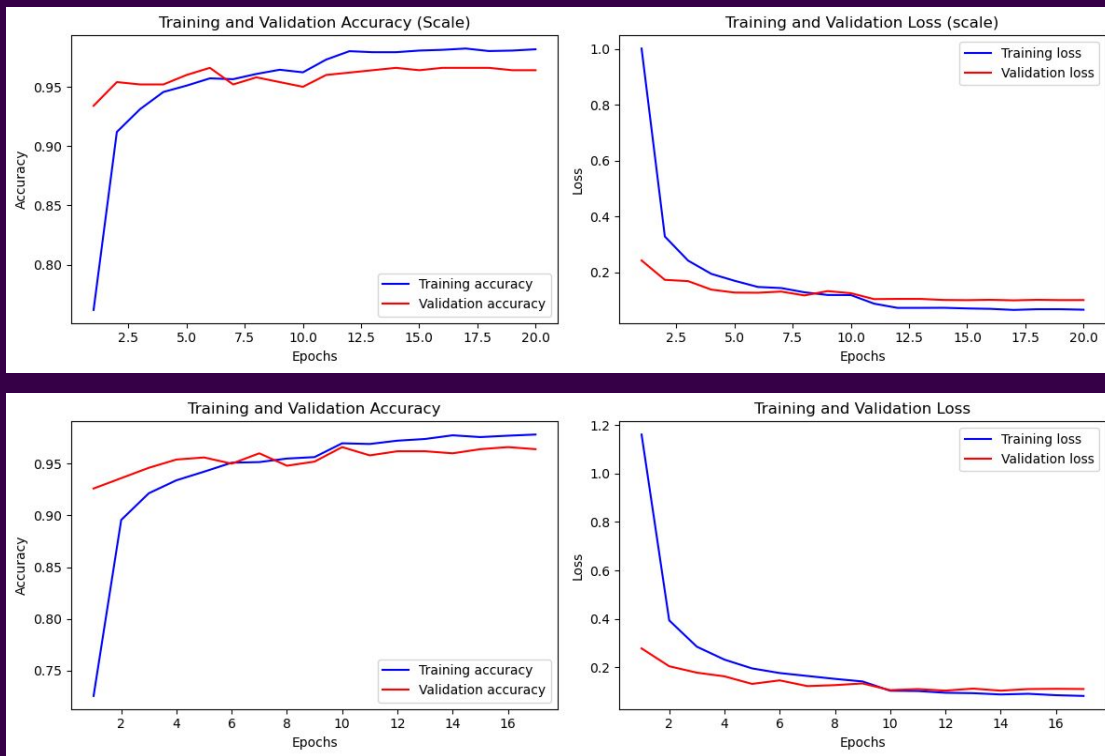 Training and Validation Accuracy (Scale)
Accuracy
0.95
0.90
0.85
0.80
Training accuracy
Validation accuracy
2.5 5.0 7.5 10.0 12.5 15.0 17.5 20.0
Epochs
Training and Validation Loss (scale)
Loss
1.0
0.8
0.6
0.4
0.2
Training loss
Validation loss
2.5 5.0 7.5 10.0 12.5 15.0 17.5 20.0
Epochs
Training and Validation Accuracy
Accuracy
0.95
0.90
0.85
0.80
0.75
Training accuracy
Validation accuracy
2 4 6 8 10 12 14 16
Epochs
Training and Validation Loss
Loss
1.2
1.0
0.8
0.6
0.4
0.2
Training loss
Validation loss
2 4 6 8 10 12 14 16
Epochs